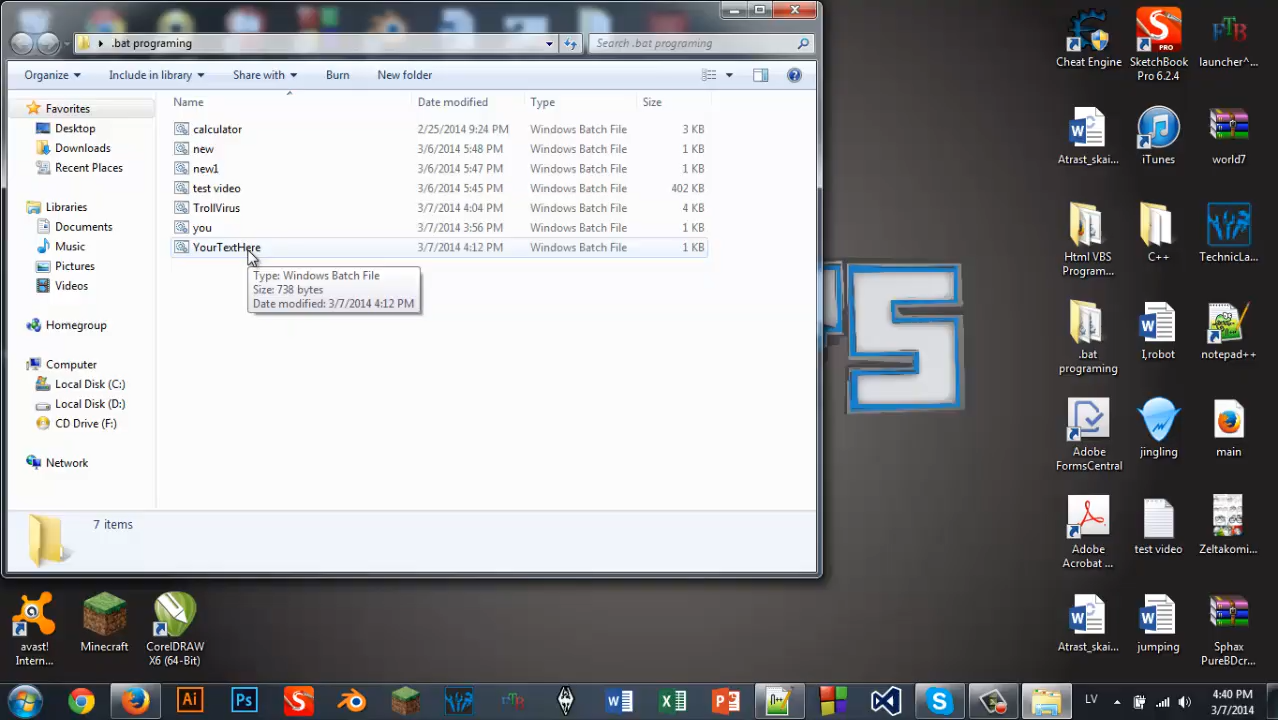 .bat programing
Search .bat programing
Organize
Include in library
Share with
Burn
New folder
Favorites
Desktop
Downloads
Recent Places
Libraries
Documents
Music
Pictures
Videos
Homegroup
Computer
Local Disk (C:)
Local Disk (D:)
CD Drive (F:)
Network
Name Date modified Type Size
calculator 2/25/2014 9:24 PM Windows Batch File 3 KB
new 3/6/2014 5:48 PM Windows Batch File 1 KB
new1 3/6/2014 5:47 PM Windows Batch File 1 KB
test video 3/6/2014 5:45 PM Windows Batch File 402 KB
TrollVirus 3/7/2014 4:04 PM Windows Batch File 4 KB
you 3/7/2014 3:56 PM Windows Batch File 1 KB
YourTextHere 3/7/2014 4:12 PM Windows Batch File 1 KB
Type: Windows Batch File
Size: 738 bytes
Date modified: 3/7/2014 4:12 PM
7 items
S
Cheat Engine
PRO
SketchBook
Pro 6.2.4
FTB
launcher^...
Atrast_skai...
iTunes
world7
Html VBS
Program...
C++
TechnicLa...
.bat
programing
I,robot
notepad++
Adobe
FormsCentral
jingling
main
Adobe
Acrobat ...
test video
Zeltakomi...
Atrast_skai...
jumping
Sphax
PureBDcr...
avast!
Intern...
Minecraft
CorelDRAW
X6 (64-Bit)
Ai
Ps
LV
4:40 PM
3/7/2014